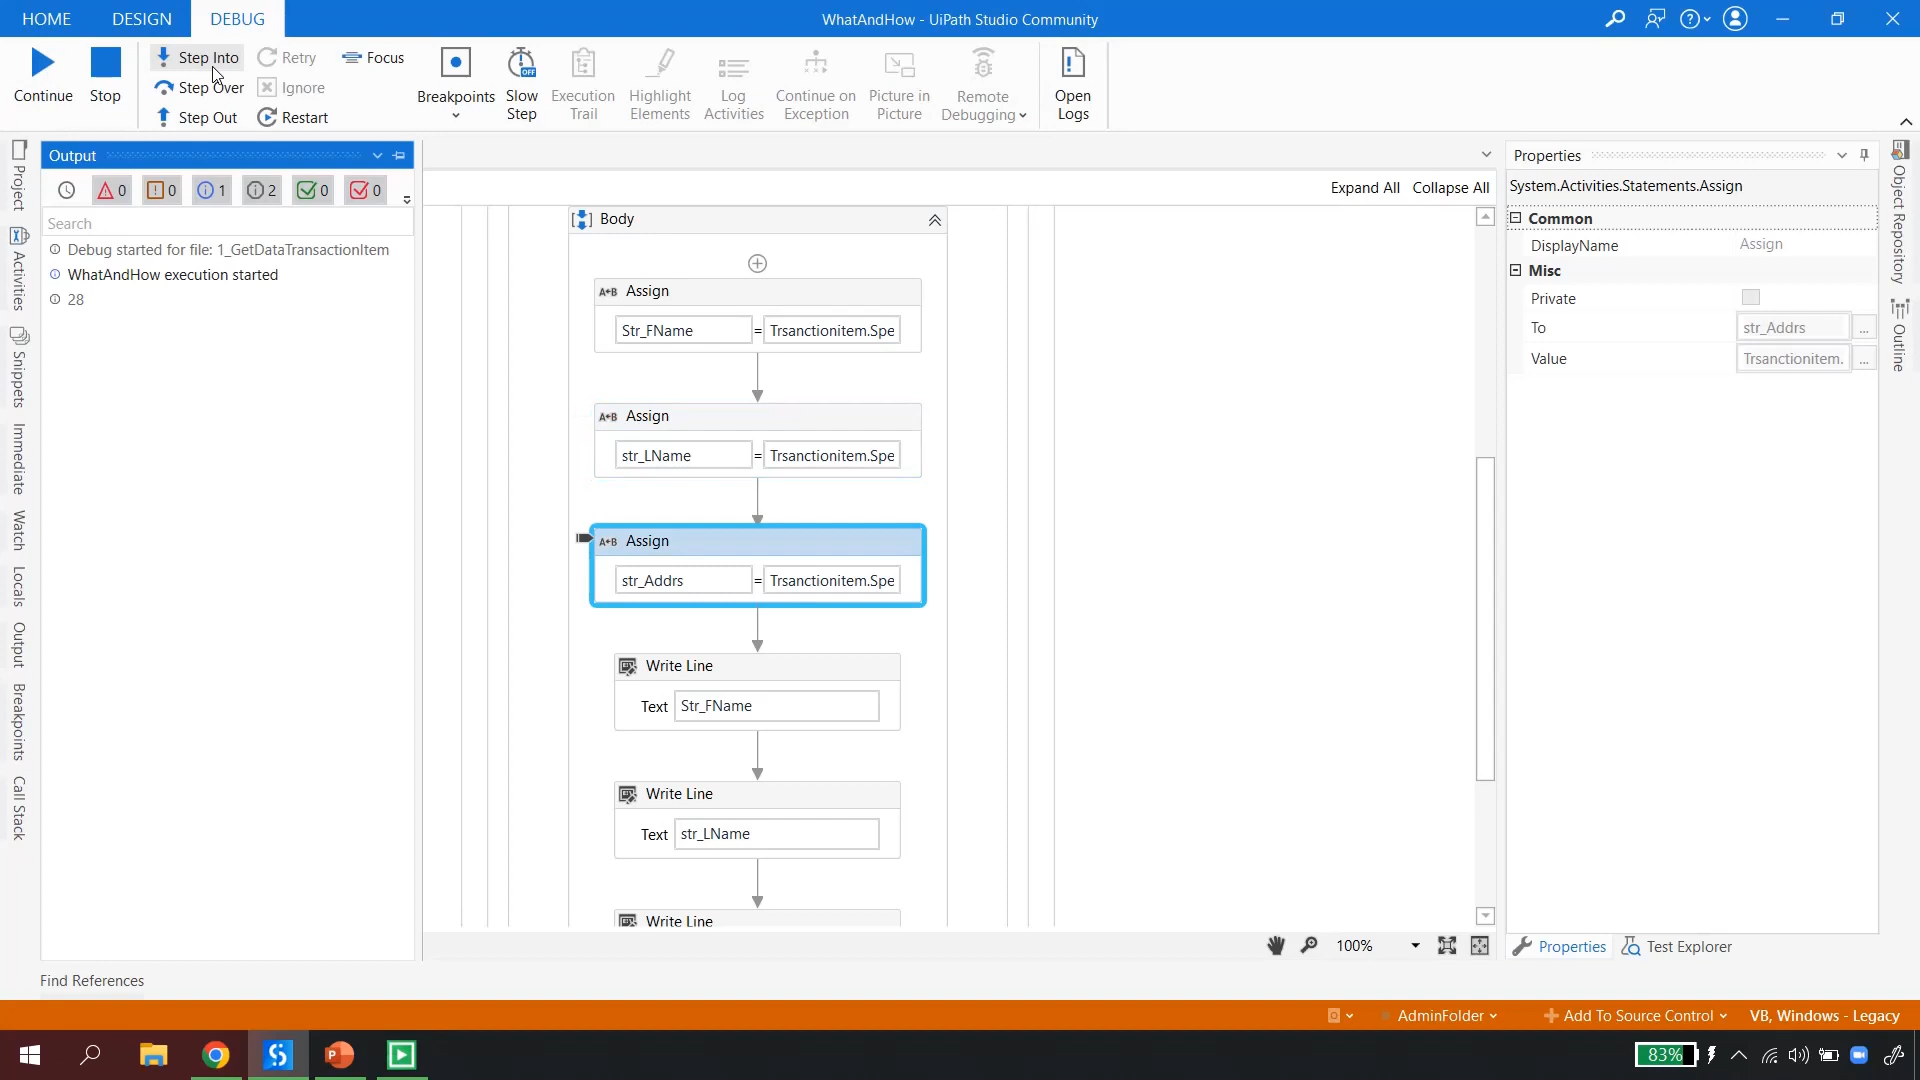 HOME DESIGN DEBUG
WhatAndHow - UiPath Studio Community
Continue Stop
Step Into Retry Focus
Step Over Ignore
Step Out Restart
Breakpoints
Slow Step
OFF
Execution Trail
Highlight Elements
Log Activities
Continue on Exception
Picture in Picture
Remote Debugging
Open Logs
Project
Activities
Snippets
Immediate
Watch
Locals
Output
Breakpoints
Call Stack
Output
0 0 1 2 0 0
Search
Debug started for file: 1_GetDataTransactionItem
WhatAndHow execution started
28
Expand All Collapse All
Body
A←B Assign
Str_FName = Trsanctionitem.Spe
A←B Assign
str_LName = Trsanctionitem.Spe
A←B Assign
str_Addrs = Trsanctionitem.Spe
Write Line
Text Str_FName
Write Line
Text str_LName
Write Line
100%
Properties
System.Activities.Statements.Assign
Common
DisplayName Assign
Misc
Private
To str_Addrs ...
Value Trsanctionitem. ...
Properties Test Explorer
Object Repository
Outline
Find References
AdminFolder Add To Source Control VB, Windows - Legacy
83%